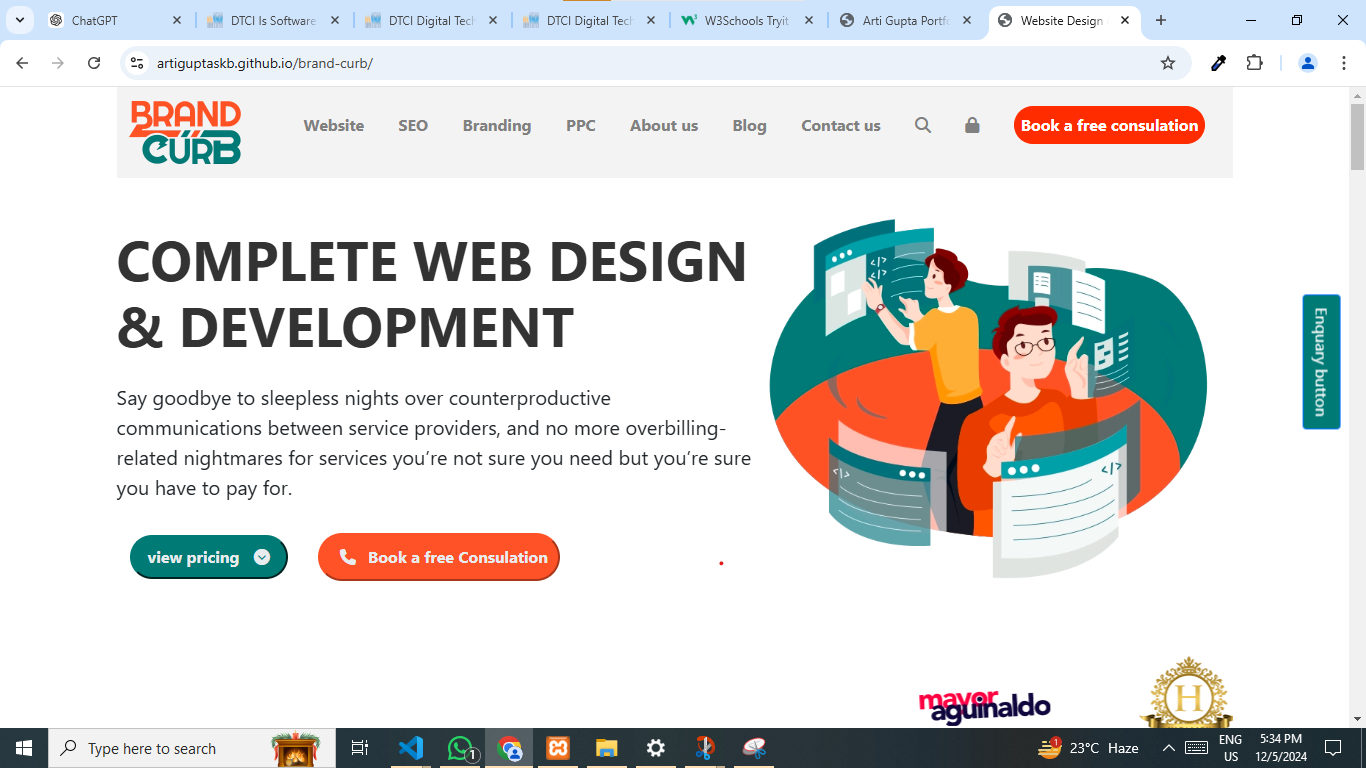 ChatGPT
DTCI Is Software
DTCI Digital Tech
DTCI Digital Tech
W3Schools Tryit
Arti Gupta Portfo
Website Design
artiguptaskb.github.io/brand-curb/
BRAND
CURB
Website
SEO
Branding
PPC
About us
Blog
Contact us
Book a free consulation
COMPLETE WEB DESIGN
& DEVELOPMENT
Say goodbye to sleepless nights over counterproductive
communications between service providers, and no more overbilling-
related nightmares for services you’re not sure you need but you’re sure
you have to pay for.
view pricing
Book a free Consulation
</>
</>
</>
</>
Enquary button
mayor
aguinaldo
H
Type here to search
1
1
23°C Haze
ENG
US
5:34 PM
12/5/2024